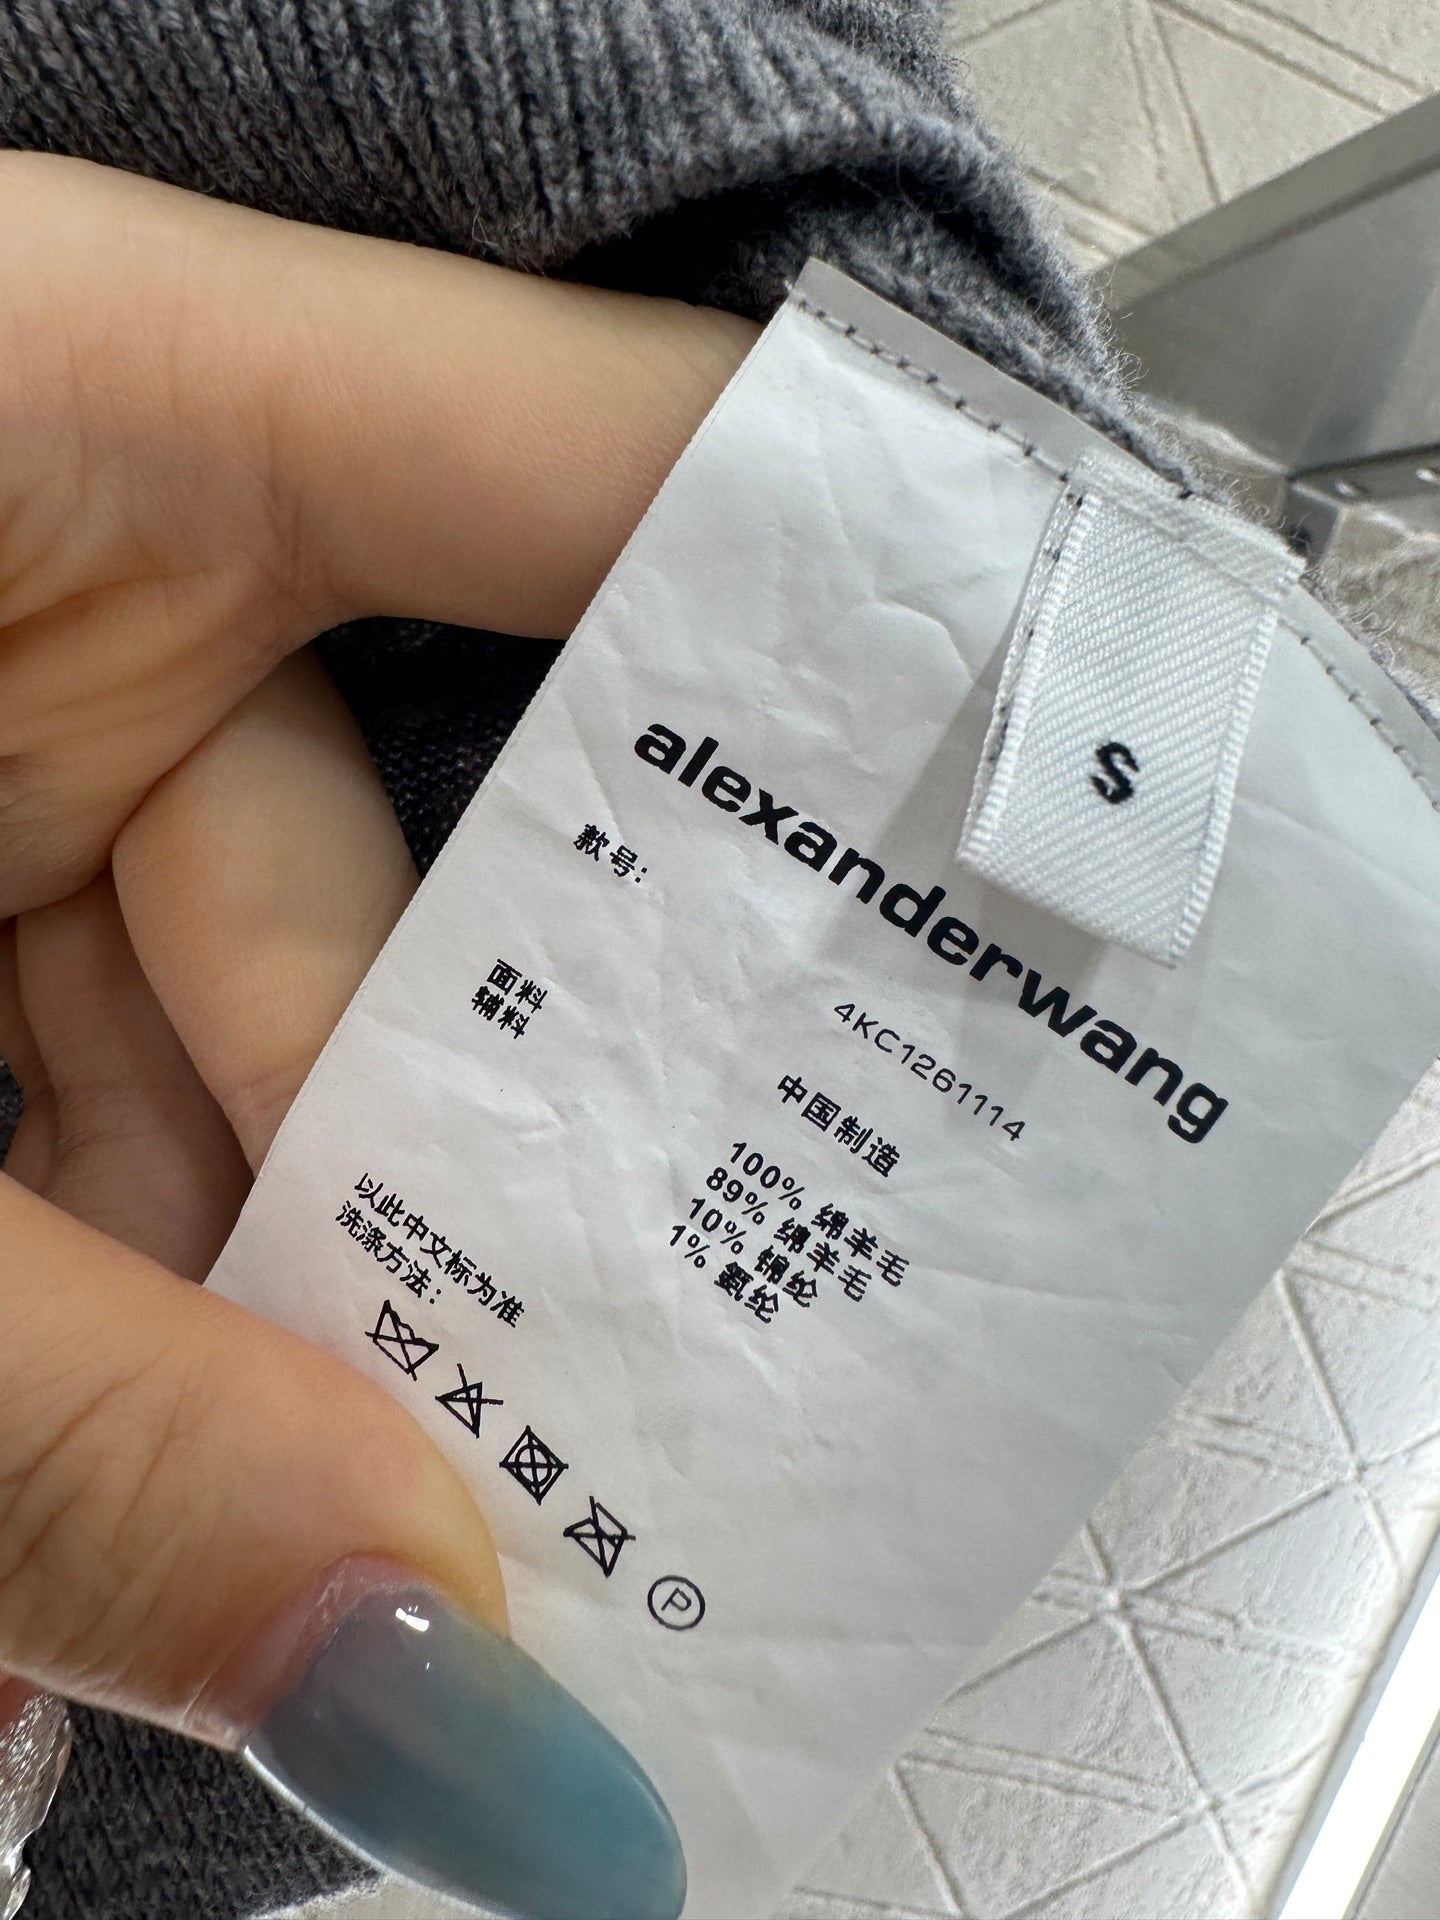 S
alexanderwang
款号:
4KC1261114
中国制造
面料
100% 绵羊毛
辅料
89% 绵羊毛
10% 锦纶
1% 氨纶
以此中文标为准
洗涤方法:
P